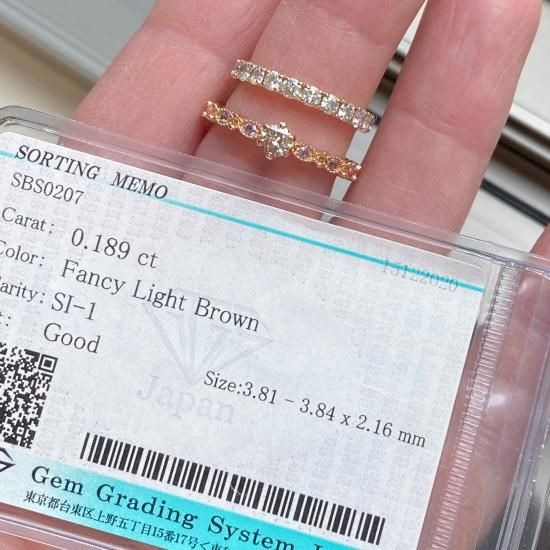 SORTING MEMO
SBS0207
15122020
Carat: 0.189 ct
Color: Fancy Light Brown
arity: SI-1
t: Good
Size:3.81 - 3.84 x 2.16 mm
Japan
Gem Grading System
東京都台東区上野五丁目15番17号